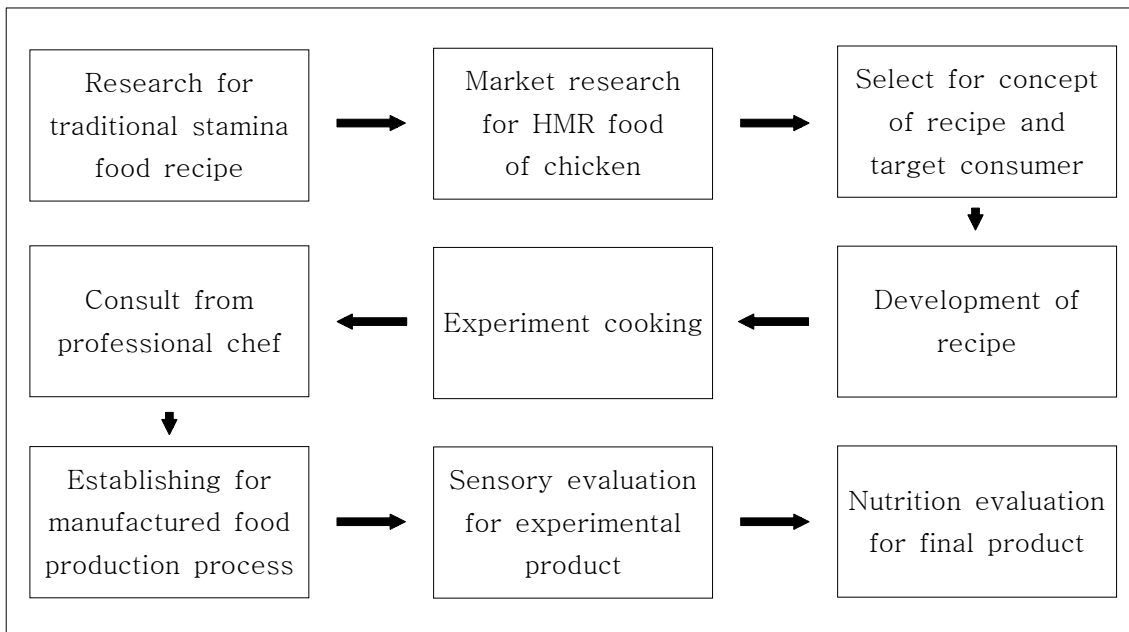 Research for
traditional stamina
food recipe
Market research
for HMR food
of chicken
Select for concept
of recipe and
target consumer
Development of
recipe
Experiment cooking
Consult from
professional chef
Establishing for
manufactured food
production process
Sensory evaluation
for experimental
product
Nutrition evaluation
for final product